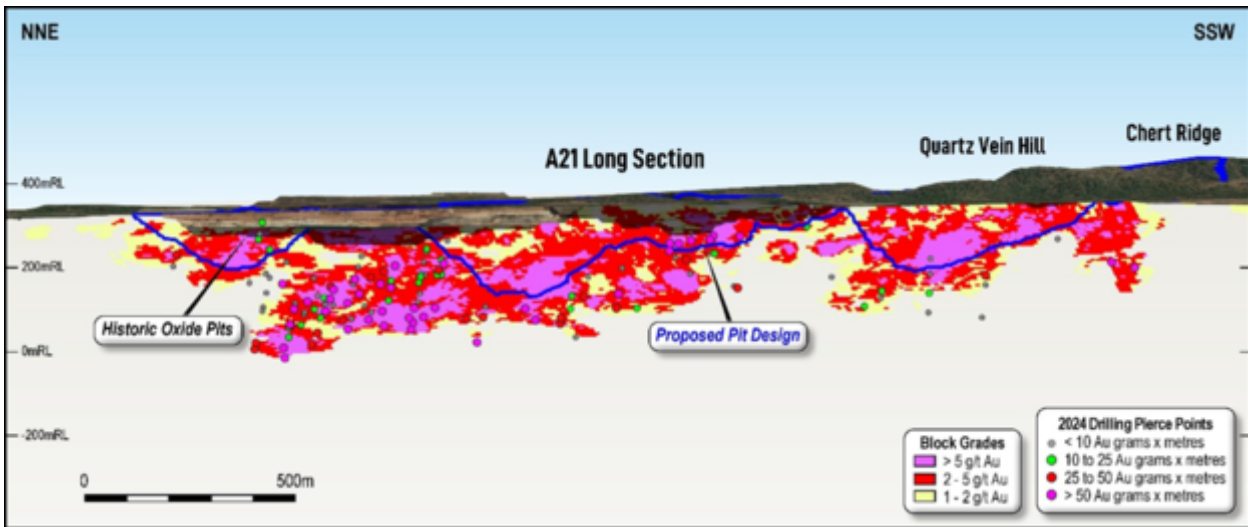 NNE
SSW
Chert Ridge
Quartz Vein Hill
A21 Long Section
400mRL
200mRL
Historic Oxide Pits
Proposed Pit Design
0mRL
-200mRL
0
500m
Block Grades
> 5 g/t Au
2 - 5 g/t Au
1 - 2 g/t Au
2024 Drilling Pierce Points
< 10 Au grams x metres
10 to 25 Au grams x metres
25 to 50 Au grams x metres
> 50 Au grams x metres